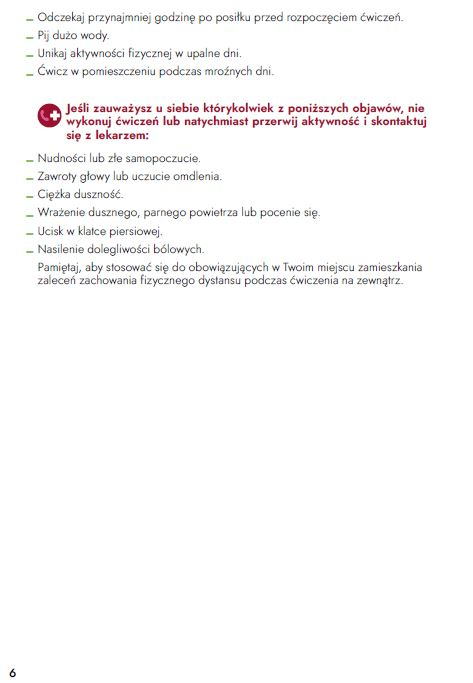 – Odczekaj przynajmniej godzinę po posiłku przed rozpoczęciem ćwiczeń.
– Pij dużo wody.
– Unikaj aktywności fizycznej w upalne dni.
– Ćwicz w pomieszczeniu podczas mroźnych dni.
Jeśli zauważysz u siebie którykolwiek z poniższych objawów, nie
wykonuj ćwiczeń lub natychmiast przerwij aktywność i skontaktuj
się z lekarzem:
– Nudności lub złe samopoczucie.
– Zawroty głowy lub uczucie omdlenia.
– Ciężka duszność.
– Wrażenie dusznego, parnego powietrza lub pocenie się.
– Ucisk w klatce piersiowej.
– Nasilenie dolegliwości bólowych.
Pamiętaj, aby stosować się do obowiązujących w Twoim miejscu zamieszkania
zaleceń zachowania fizycznego dystansu podczas ćwiczenia na zewnątrz.
6